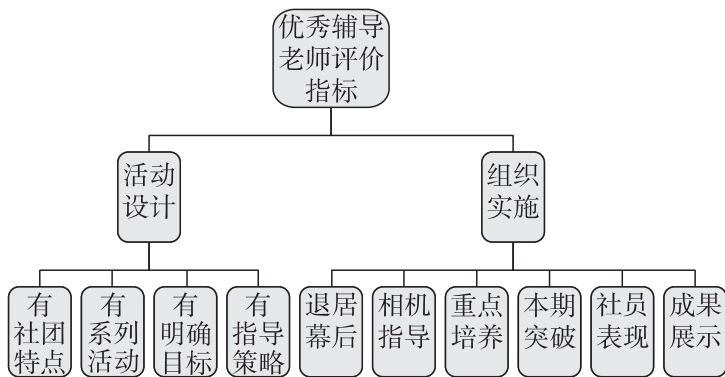 优秀辅导
老师评价
指标
活动
设计
组织
实施
有
社团
特点
有
系列
活动
有
明确
目标
有
指导
策略
退居
幕后
相机
指导
重点
培养
本期
突破
社员
表现
成果
展示